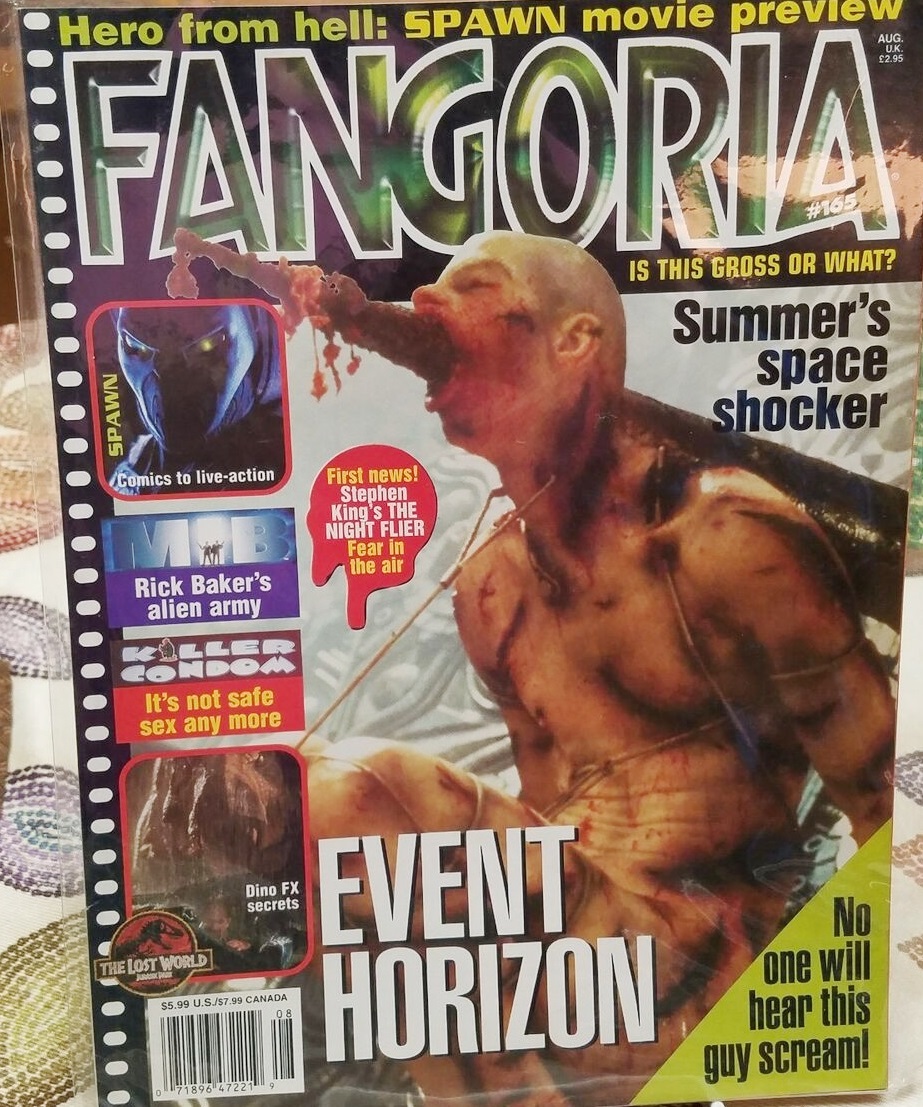 Hero from hell: SPAWN movie preview
FANGORIA
AUG.
U.K.
£2.95
#165
IS THIS GROSS OR WHAT?
Summer's
space
shocker
SPAWN
Comics to live-action
First news!
Stephen
King's THE
NIGHT FLIER
Fear in
the air
MIB
Rick Baker's
alien army
KILLER
CONDOM
It's not safe
sex any more
Dino FX
secrets
THE LOST WORLD
JURASSIC PARK
EVENT
HORIZON
No
one will
hear this
guy scream!
$5.99 U.S./$7.99 CANADA
08
0 71896 47221 9